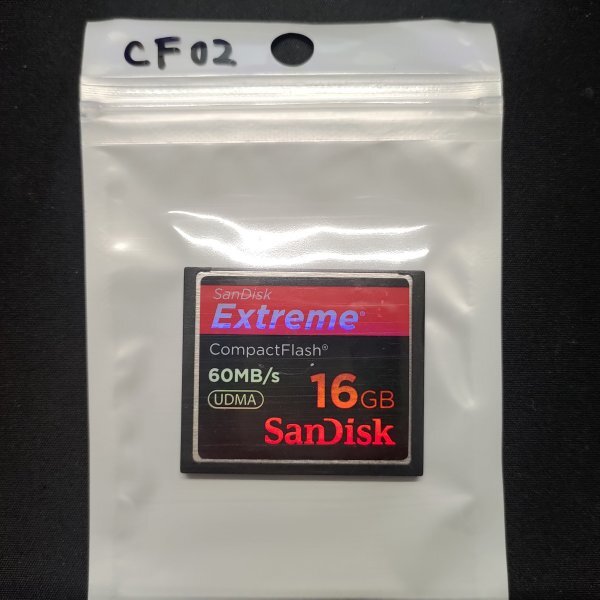 CF02
SanDisk
Extreme®
CompactFlash®
60MB/s
16GB
UDMA
SanDisk